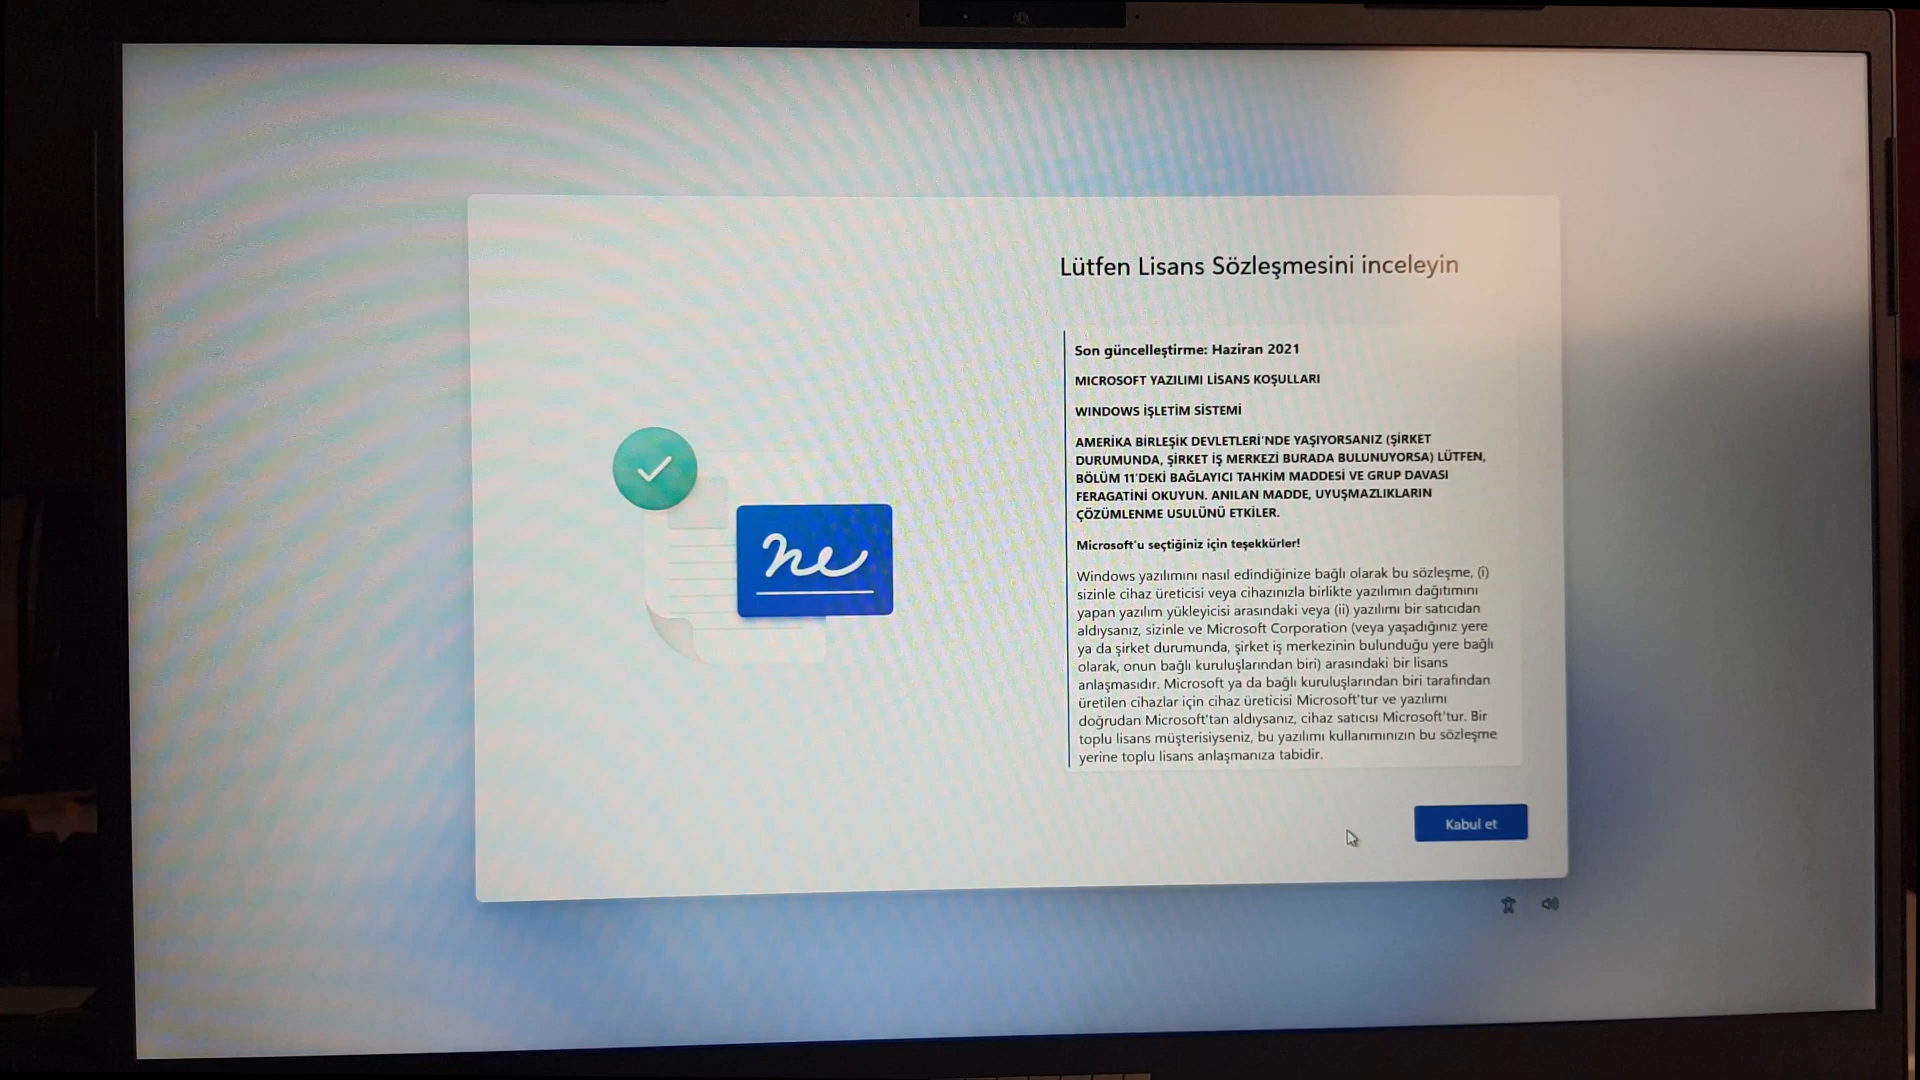 Lütfen Lisans Sözleşmesini inceleyin
Son güncelleştirme: Haziran 2021
MICROSOFT YAZILIMI LİSANS KOŞULLARI
WINDOWS İŞLETİM SİSTEMİ
AMERİKA BİRLEŞİK DEVLETLERİ'NDE YAŞIYORSANIZ (ŞİRKET
DURUMUNDA, ŞİRKET İŞ MERKEZİ BURADA BULUNUYORSA) LÜTFEN,
BÖLÜM 11'DEKİ BAĞLAYICI TAHKİM MADDESİ VE GRUP DAVASI
FERAGATİNİ OKUYUN. ANILAN MADDE, UYUŞMAZLIKLARIN
ÇÖZÜMLENME USULÜNÜ ETKİLER.
Microsoft'u seçtiğiniz için teşekkürler!
Windows yazılımını nasıl edindiğinize bağlı olarak bu sözleşme, (i)
sizinle cihaz üreticisi veya cihazınızla birlikte yazılımın dağıtımını
yapan yazılım yükleyicisi arasındaki veya (ii) yazılımı bir satıcıdan
aldıysanız, sizinle ve Microsoft Corporation (veya yaşadığınız yere
ya da şirket durumunda, şirket iş merkezinin bulunduğu yere bağlı
olarak, onun bağlı kuruluşlarından biri) arasındaki bir lisans
anlaşmasıdır. Microsoft ya da bağlı kuruluşlarından biri tarafından
üretilen cihazlar için cihaz üreticisi Microsoft'tur ve yazılımı
doğrudan Microsoft'tan aldıysanız, cihaz satıcısı Microsoft'tur. Bir
toplu lisans müşterisiyseniz, bu yazılımı kullanımınızın bu sözleşme
yerine toplu lisans anlaşmanıza tabidir.
ne
Kabul et